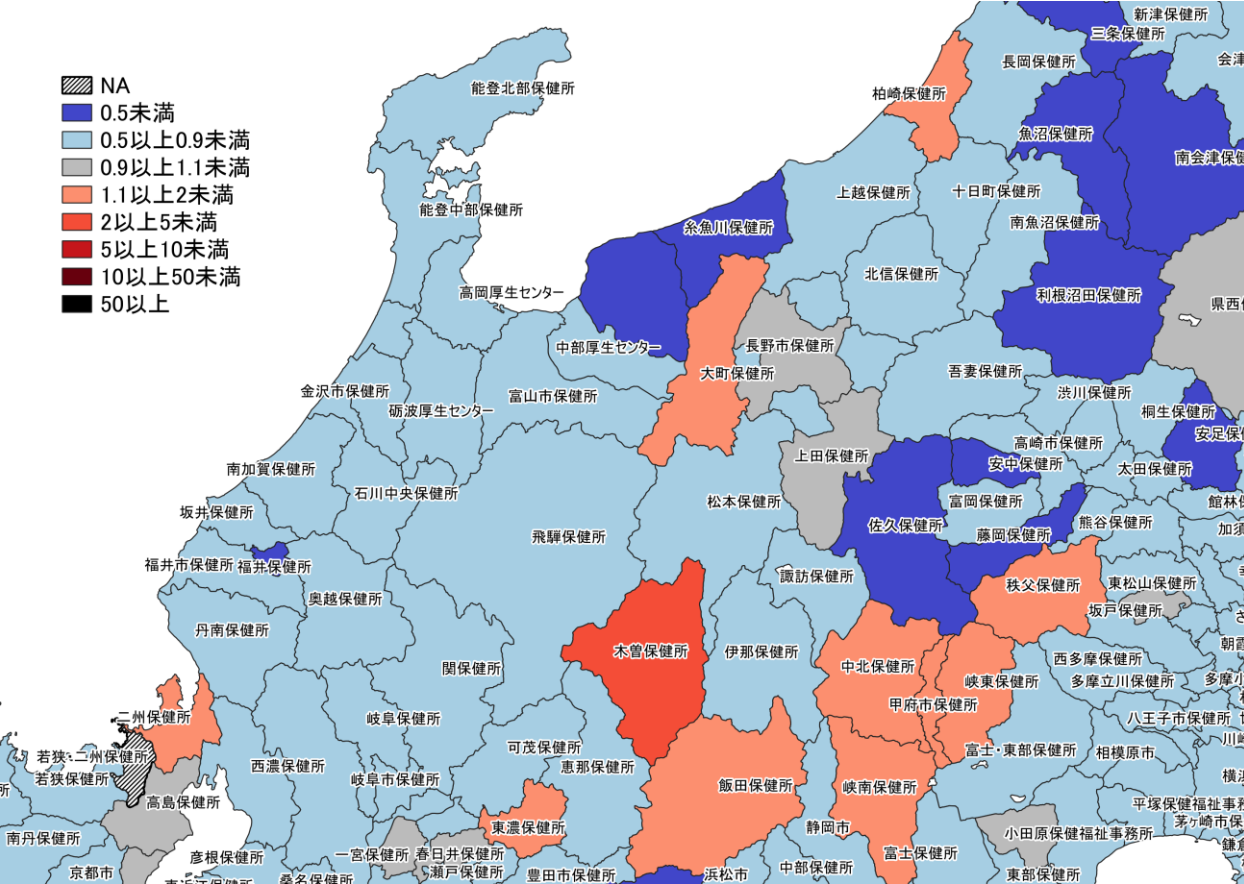 NA
0.5未満
0.5以上0.9未満
0.9以上1.1未満
1.1以上2未満
2以上5未満
5以上10未満
10以上50未満
50以上
新津保健所
三条保健所
長岡保健所
会津
能登北部保健所
柏崎保健所
魚沼保健所
南会津保健
能登中部保健所
上越保健所
十日町保健所
南魚沼保健所
糸魚川保健所
北信保健所
高岡厚生センター
利根沼田保健所
県西
中部厚生センター
長野市保健所
大町保健所
吾妻保健所
渋川保健所
金沢市保健所
砺波厚生センター
富山市保健所
桐生保健所
安足保
高崎市保健所
上田保健所
安中保健所
太田保健所
南加賀保健所
石川中央保健所
松本保健所
富岡保健所
館林
坂井保健所
佐久保健所
藤岡保健所
熊谷保健所
加須
飛騨保健所
福井市保健所
福井保健所
諏訪保健所
秩父保健所
東松山保健所
奥越保健所
坂戸保健所
さ
丹南保健所
木曽保健所
伊那保健所
朝霞
関保健所
中北保健所
峡東保健所
西多摩保健所
多摩立川保健所
多摩小
甲府市保健所
二州保健所
岐阜保健所
八王子市保健所
川崎
可茂保健所
富士・東部保健所
相模原市
若狭・二州保健所
西濃保健所
恵那保健所
若狭保健所
岐阜市保健所
飯田保健所
峡南保健所
横浜
所
高島保健所
平塚保健福祉事務
茅ヶ崎市保
東濃保健所
静岡市
小田原保健福祉事務所
南丹保健所
鎌倉
彦根保健所
一宮保健所
春日井保健所
富士保健所
京都市
瀬戸保健所
豊田市保健所
浜松市
中部保健所
東部保健所
東近江保健所
桑名保健所